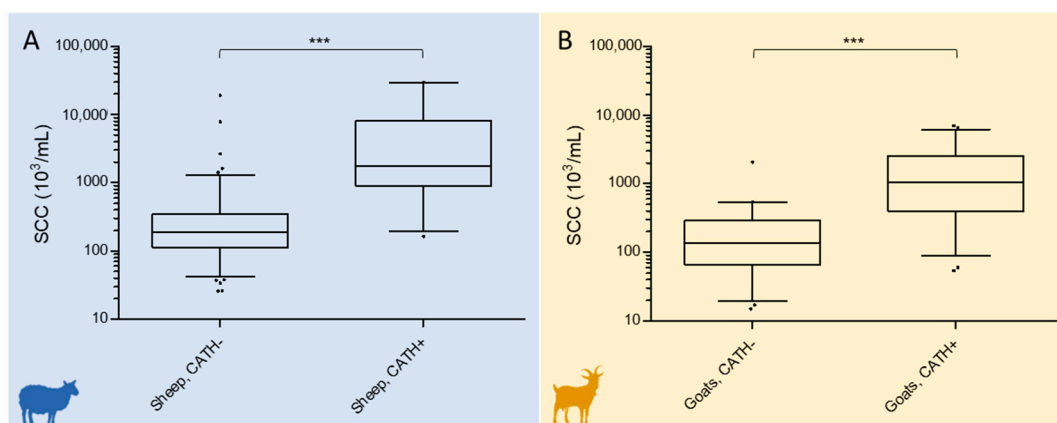 A
***
100,000
10,000
1000
100
10
SCC (10³/mL)
Sheep, CATH-
Sheep, CATH+
B
***
100,000
10,000
1000
100
10
SCC (10³/mL)
Goats, CATH-
Goats, CATH+